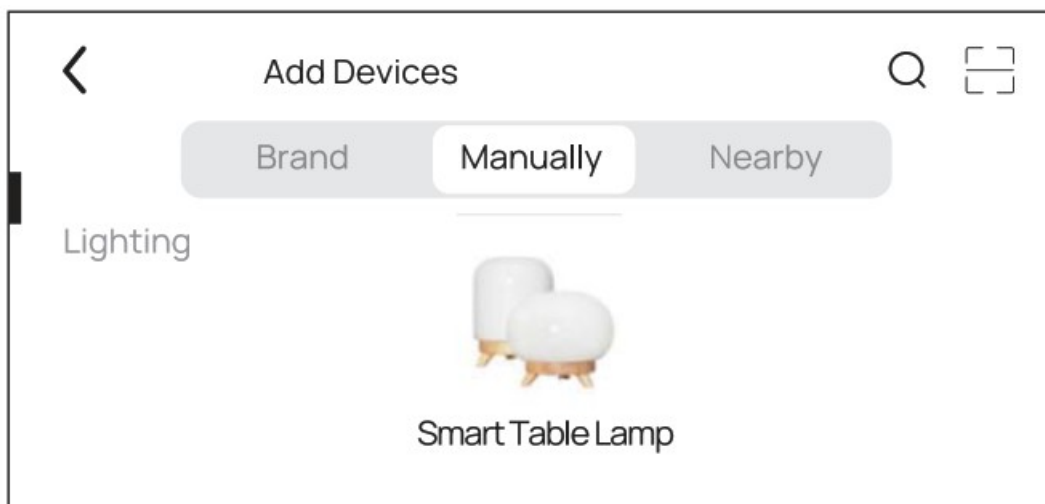 Add Devices
Brand Manually Nearby
Lighting
Smart Table Lamp